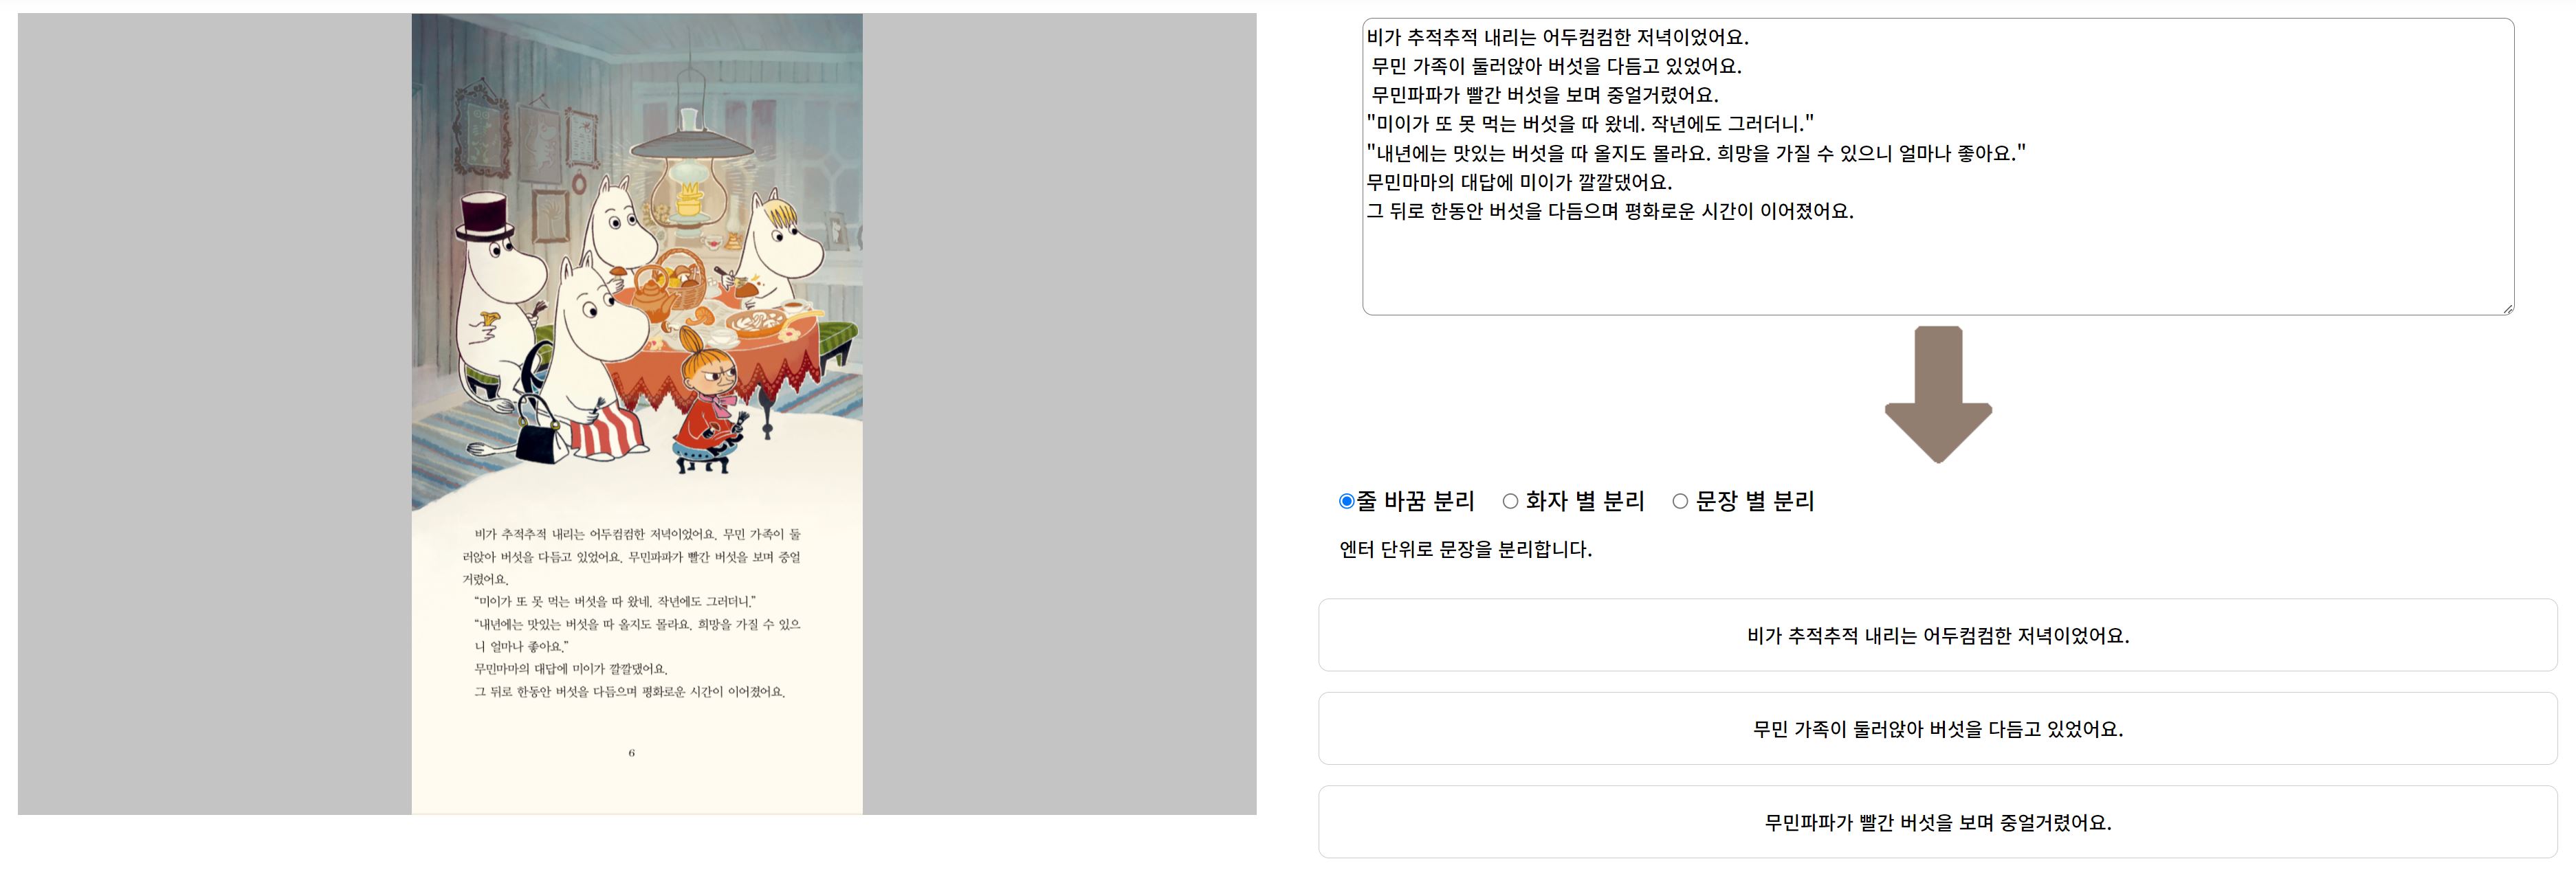 비가 추적추적 내리는 어두컴컴한 저녁이었어요. 무민 가족이 둘
러앉아 버섯을 다듬고 있었어요. 무민파파가 빨간 버섯을 보며 중얼
거렸어요.
“미이가 또 못 먹는 버섯을 따 왔네. 작년에도 그러더니.”
“내년에는 맛있는 버섯을 따 올지도 몰라요. 희망을 가질 수 있으
니 얼마나 좋아요.”
무민마마의 대답에 미이가 깔깔댔어요.
그 뒤로 한동안 버섯을 다듬으며 평화로운 시간이 이어졌어요.
6
비가 추적추적 내리는 어두컴컴한 저녁이었어요.
무민 가족이 둘러앉아 버섯을 다듬고 있었어요.
무민파파가 빨간 버섯을 보며 중얼거렸어요.
"미이가 또 못 먹는 버섯을 따 왔네. 작년에도 그러더니."
"내년에는 맛있는 버섯을 따 올지도 몰라요. 희망을 가질 수 있으니 얼마나 좋아요."
무민마마의 대답에 미이가 깔깔댔어요.
그 뒤로 한동안 버섯을 다듬으며 평화로운 시간이 이어졌어요.
줄 바꿈 분리 화자 별 분리 문장 별 분리
엔터 단위로 문장을 분리합니다.
비가 추적추적 내리는 어두컴컴한 저녁이었어요.
무민 가족이 둘러앉아 버섯을 다듬고 있었어요.
무민파파가 빨간 버섯을 보며 중얼거렸어요.